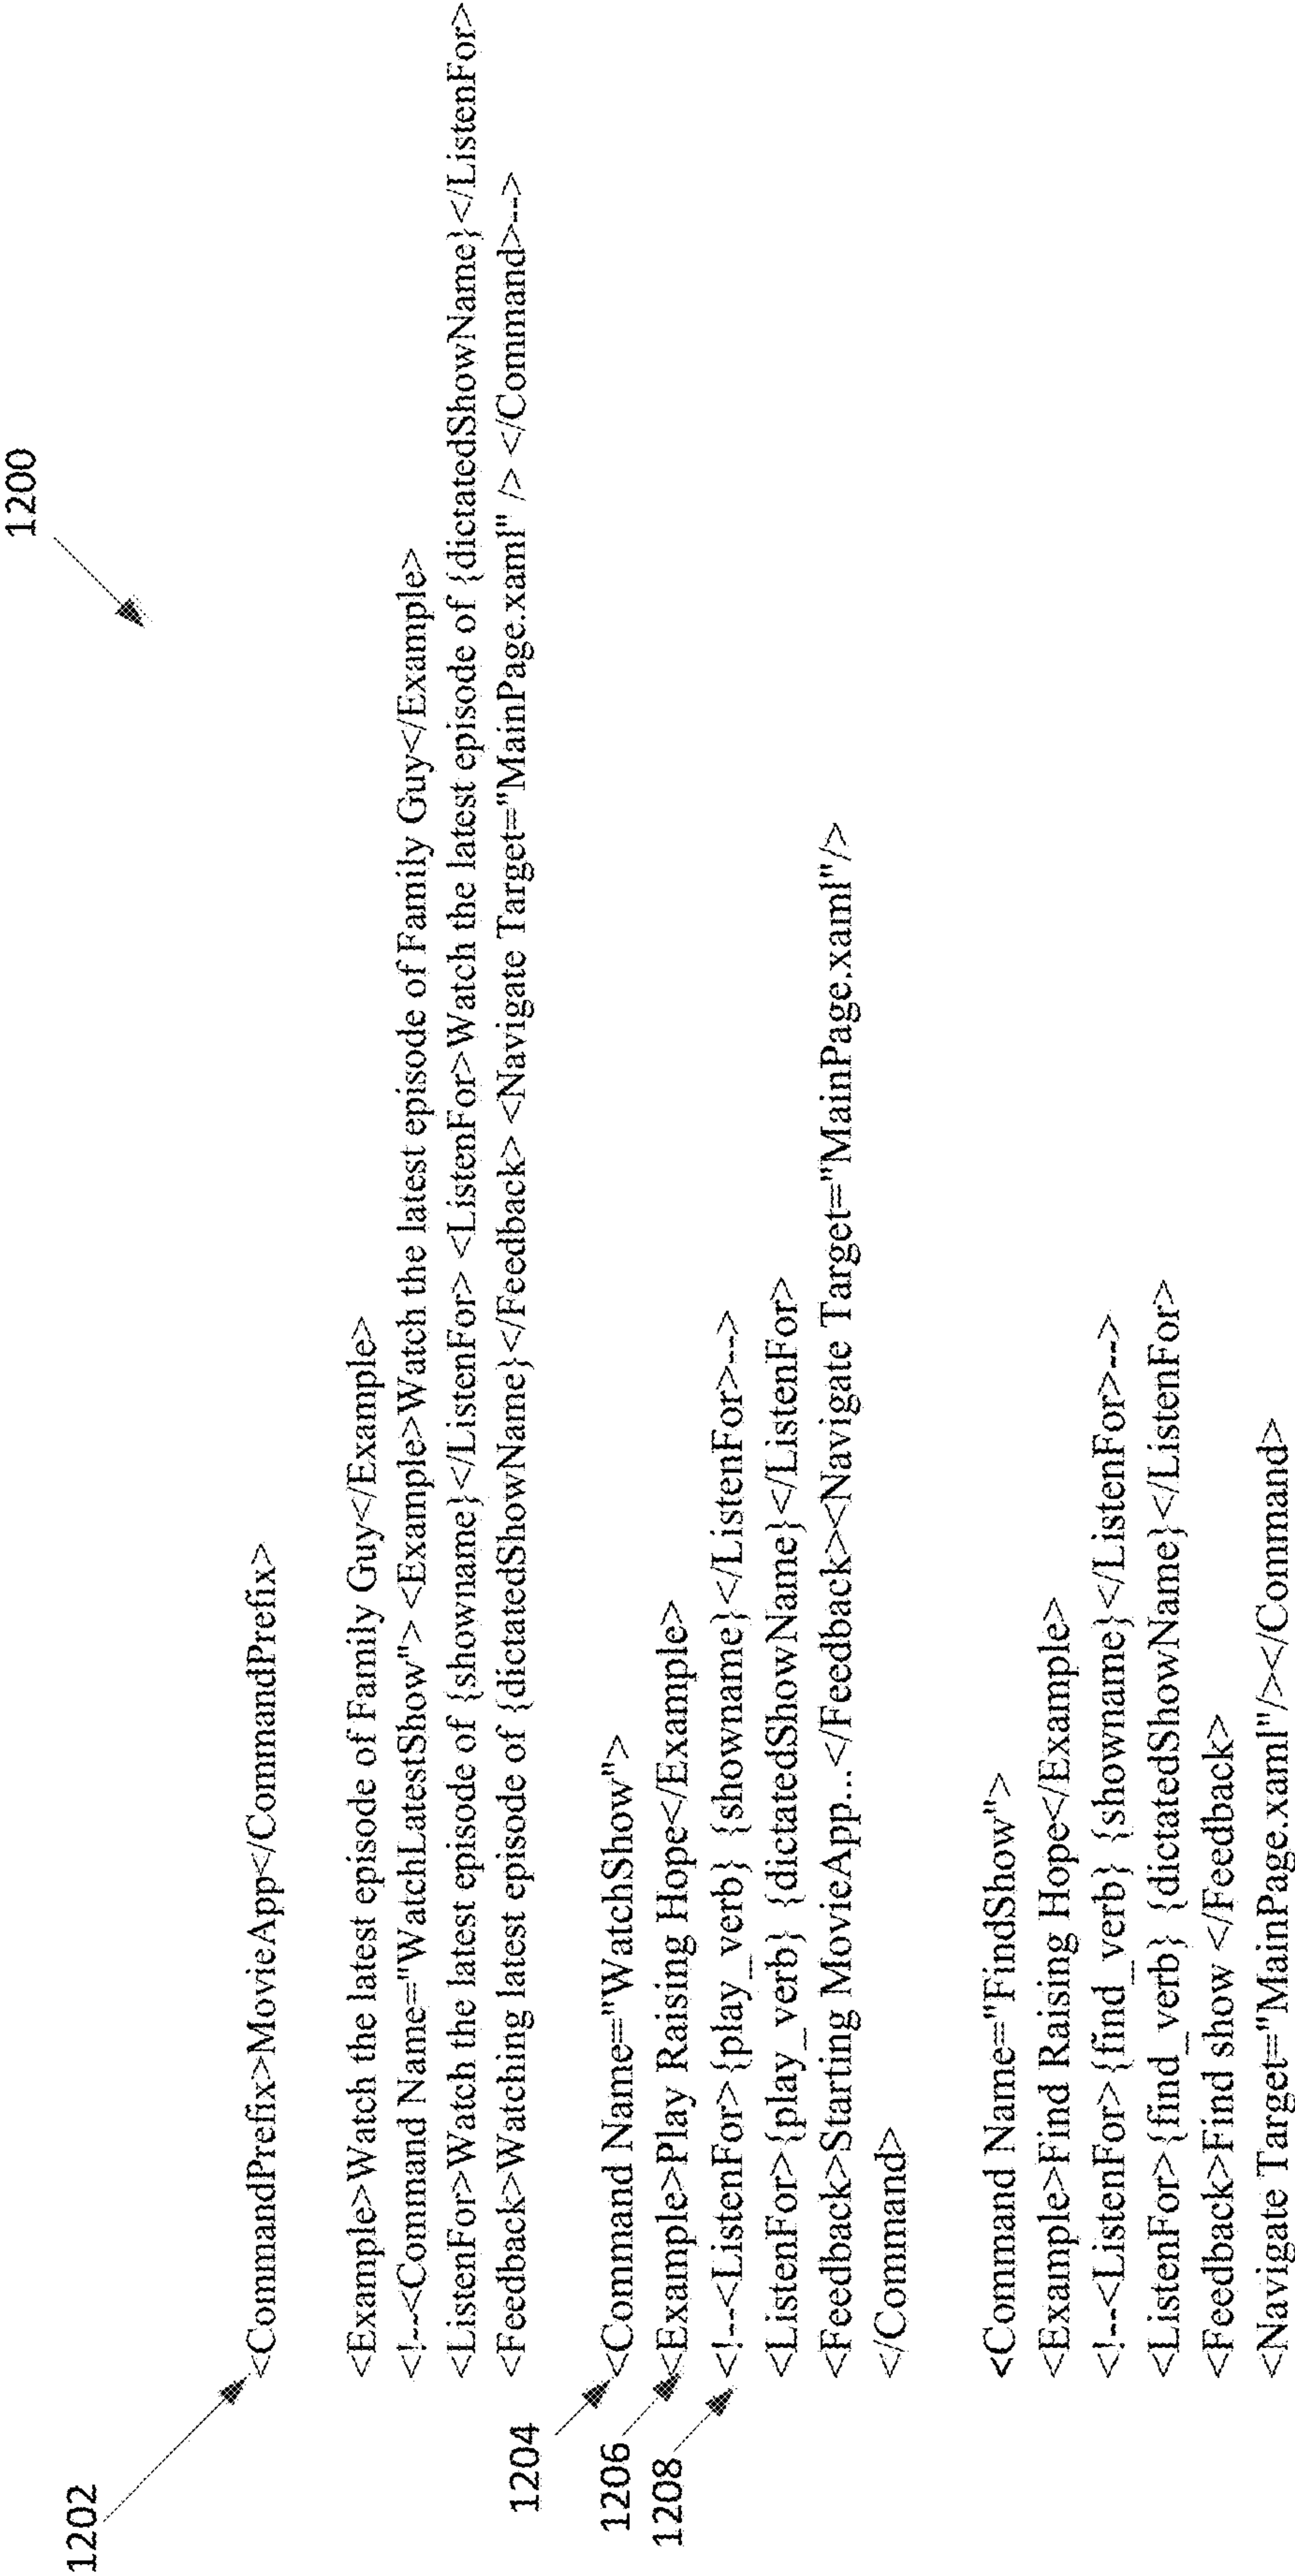 1200
1202
<CommandPrefix>MovieApp</CommandPrefix>
<Example>Watch the latest episode of Family Guy</Example>
<!--<Command Name="WatchLatestShow"> <Example>Watch the latest episode of Family Guy</Example>
<ListenFor>Watch the latest episode of {showname}</ListenFor> <ListenFor>Watch the latest episode of {dictatedShowName}</ListenFor>
<Feedback>Watching latest episode of {dictatedShowName}</Feedback> <Navigate Target="MainPage.xaml" /> </Command>-->
1204
<Command Name="WatchShow">
1206
<Example>Play Raising Hope</Example>
1208
<!--<ListenFor>{play_verb} {showname}</ListenFor>-->
<ListenFor>{play_verb} {dictatedShowName}</ListenFor>
<Feedback>Starting MovieApp...</Feedback><Navigate Target="MainPage.xaml"/>
</Command>
<Command Name="FindShow">
<Example>Find Raising Hope</Example>
<!--<ListenFor>{find_verb} {showname}</ListenFor>-->
<ListenFor>{find_verb} {dictatedShowName}</ListenFor>
<Feedback>Find show </Feedback>
<Navigate Target="MainPage.xaml"/></Command>